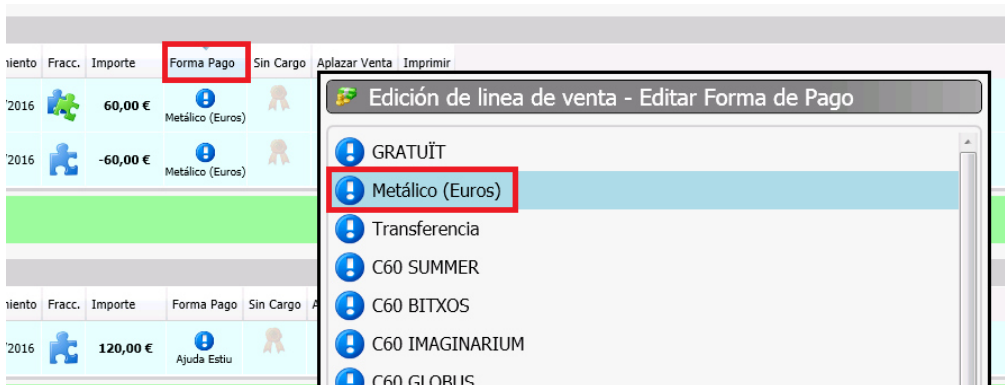 Fracc. Importe Forma Pago Sin Cargo Aplazar Venta Imprimir
Edición de linea de venta - Editar Forma de Pago
2016 60,00 € Metálico (Euros)
2016 -60,00 € Metálico (Euros)
GRATUÏT
Metálico (Euros)
Transferencia
C60 SUMMER
C60 BITXOS
Fracc. Importe Forma Pago Sin Cargo
C60 IMAGINARIUM
2016 120,00 € Ajuda Estiu
C60 GLOBUS